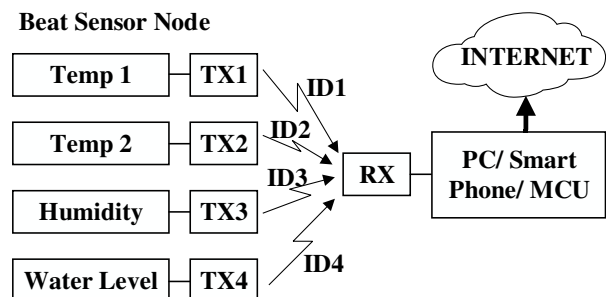 Beat Sensor Node
Temp 1
TX1
ID1
Temp 2
TX2
ID2
Humidity
TX3
ID3
Water Level
TX4
ID4
RX
PC/ Smart
Phone/ MCU
INTERNET